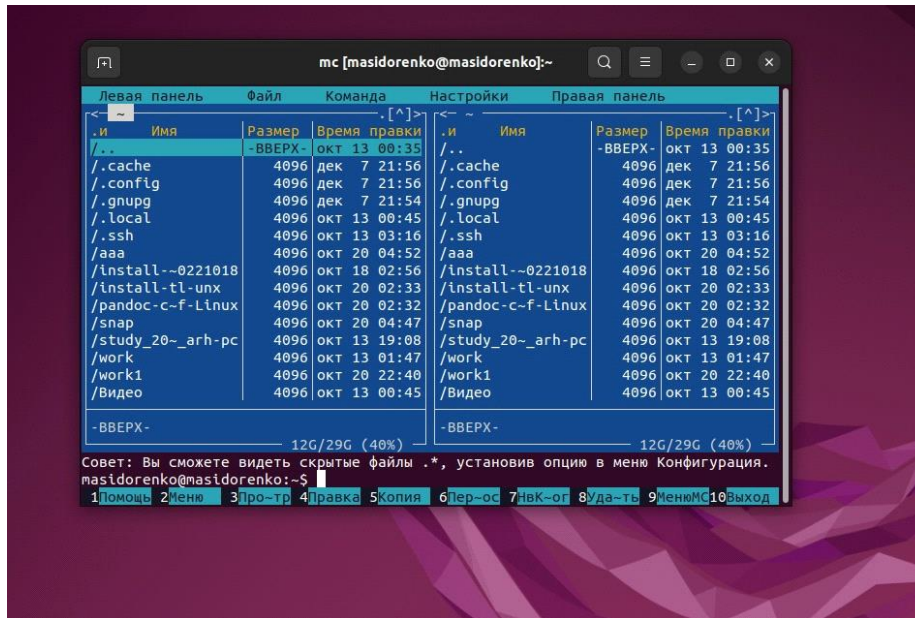 mc [masidorenko@masidorenko]:~
Левая панель Файл Команда Настройки Правая панель
<— ~ .[^]> <— ~ .[^]>
.и Имя Размер Время правки .и Имя Размер Время правки
/.. -ВВЕРХ- окт 13 00:35 /.. -ВВЕРХ- окт 13 00:35
/.cache 4096 дек 7 21:56 /.cache 4096 дек 7 21:56
/.config 4096 дек 7 21:56 /.config 4096 дек 7 21:56
/.gnupg 4096 дек 7 21:54 /.gnupg 4096 дек 7 21:54
/.local 4096 окт 13 00:45 /.local 4096 окт 13 00:45
/.ssh 4096 окт 13 03:16 /.ssh 4096 окт 13 03:16
/aaa 4096 окт 20 04:52 /aaa 4096 окт 20 04:52
/install-~0221018 4096 окт 18 02:56 /install-~0221018 4096 окт 18 02:56
/install-tl-unx 4096 окт 20 02:33 /install-tl-unx 4096 окт 20 02:33
/pandoc-c~f-Linux 4096 окт 20 02:32 /pandoc-c~f-Linux 4096 окт 20 02:32
/snap 4096 окт 20 04:47 /snap 4096 окт 20 04:47
/study_20~_arh-pc 4096 окт 13 19:08 /study_20~_arh-pc 4096 окт 13 19:08
/work 4096 окт 13 01:47 /work 4096 окт 13 01:47
/work1 4096 окт 20 22:40 /work1 4096 окт 20 22:40
/Видео 4096 окт 13 00:45 /Видео 4096 окт 13 00:45
-ВВЕРХ- -ВВЕРХ-
12G/29G (40%) 12G/29G (40%)
Совет: Вы сможете видеть скрытые файлы .*, установив опцию в меню Конфигурация.
masidorenko@masidorenko:~$
1Помощь 2Меню 3Про~тр 4Правка 5Копия 6Пер~ос 7НвК~ог 8Уда~ть 9МенюMC 10Выход